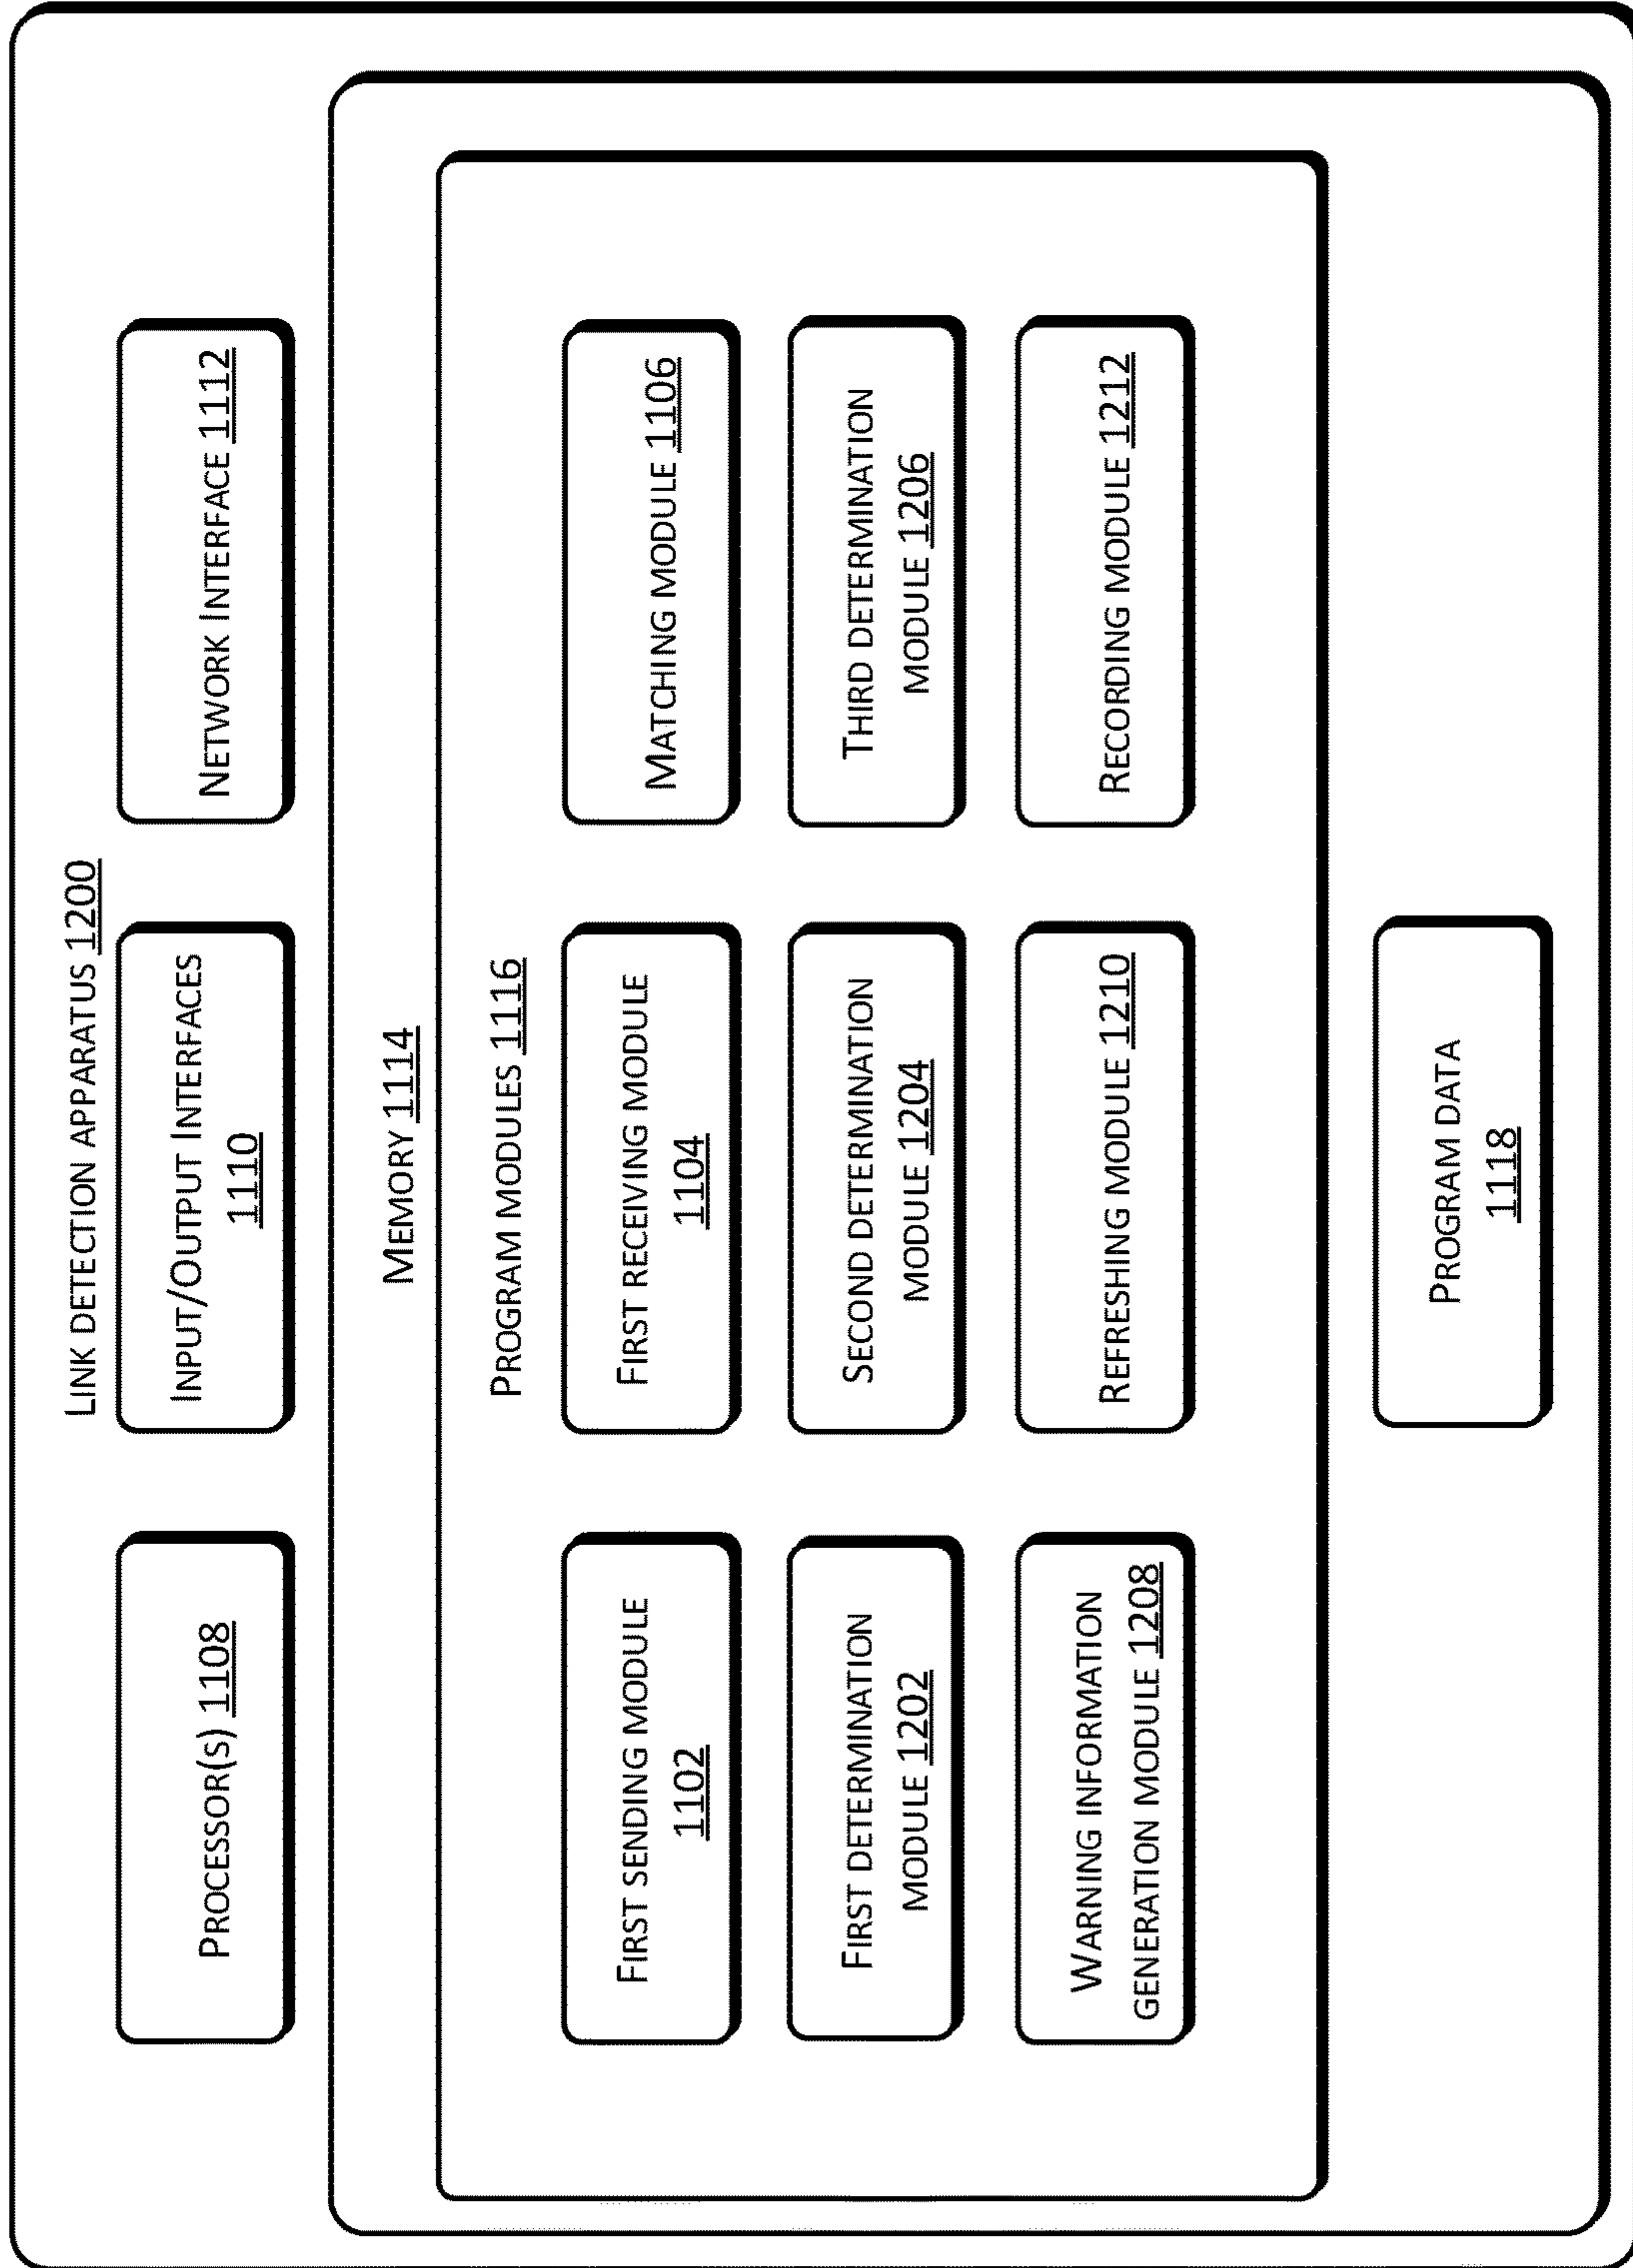 LINK DETECTION APPARATUS 1200
PROCESSOR(S) 1108
INPUT/OUTPUT INTERFACES
1110
NETWORK INTERFACE 1112
MEMORY 1114
PROGRAM MODULES 1116
FIRST SENDING MODULE
1102
FIRST RECEIVING MODULE
1104
MATCHING MODULE 1106
FIRST DETERMINATION
MODULE 1202
SECOND DETERMINATION
MODULE 1204
THIRD DETERMINATION
MODULE 1206
WARNING INFORMATION
GENERATION MODULE 1208
REFRESHING MODULE 1210
RECORDING MODULE 1212
PROGRAM DATA
1118